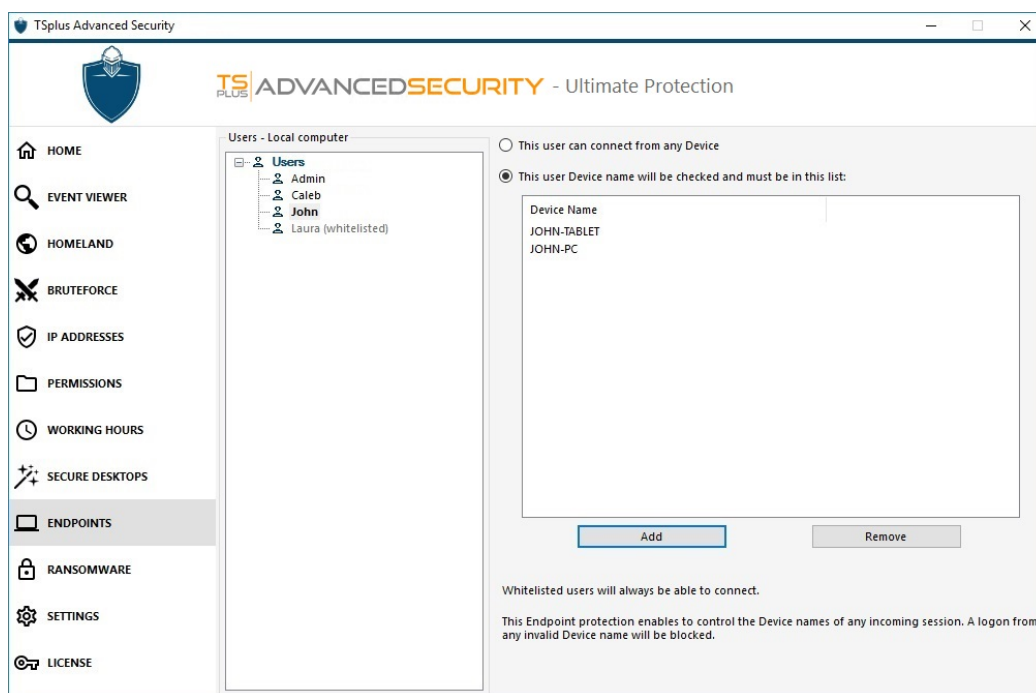 TSplus Advanced Security
TS PLUS ADVANCEDSECURITY - Ultimate Protection
HOME
EVENT VIEWER
HOMELAND
BRUTEFORCE
IP ADDRESSES
PERMISSIONS
WORKING HOURS
SECURE DESKTOPS
ENDPOINTS
RANSOMWARE
SETTINGS
LICENSE
Users - Local computer
Users
Admin
Caleb
John
Laura (whitelisted)
This user can connect from any Device
This user Device name will be checked and must be in this list:
Device Name
JOHN-TABLET
JOHN-PC
Add
Remove
Whitelisted users will always be able to connect.
This Endpoint protection enables to control the Device names of any incoming session. A logon from
any invalid Device name will be blocked.